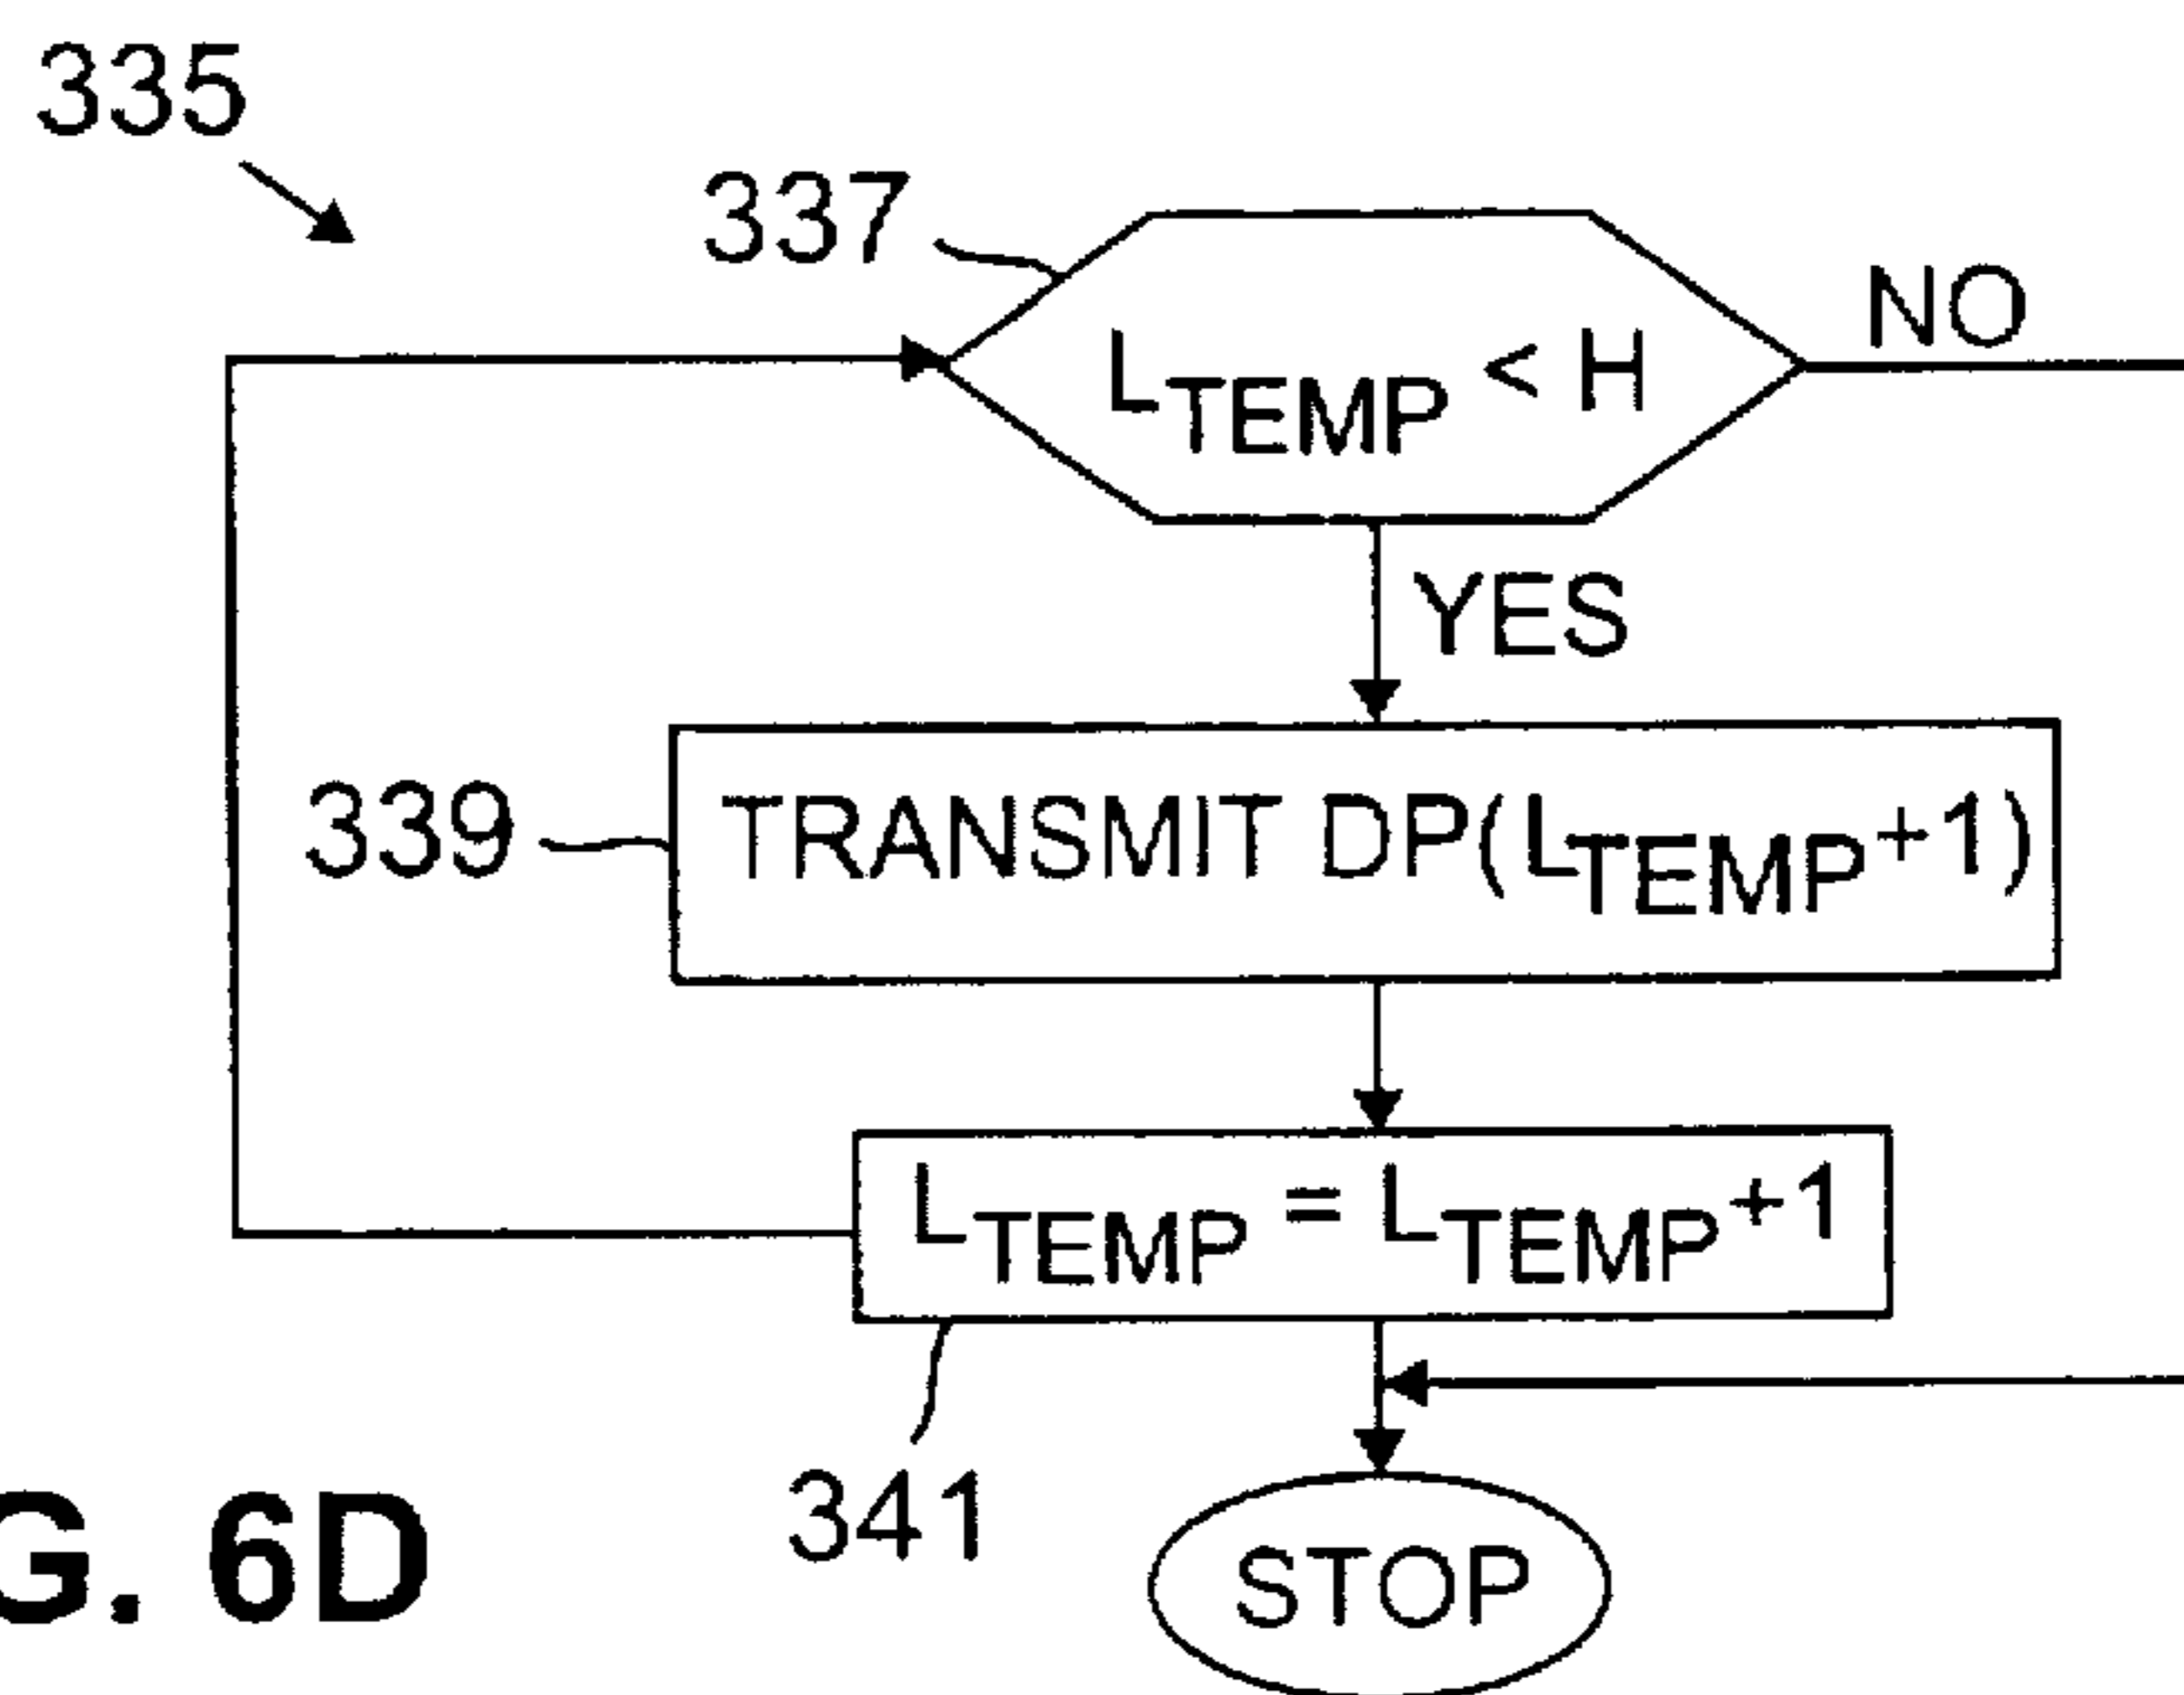 335
337
L_TEMP < H
NO
YES
339
TRANSMIT DP(L_TEMP+1)
L_TEMP = L_TEMP+1
341
G. 6D
STOP